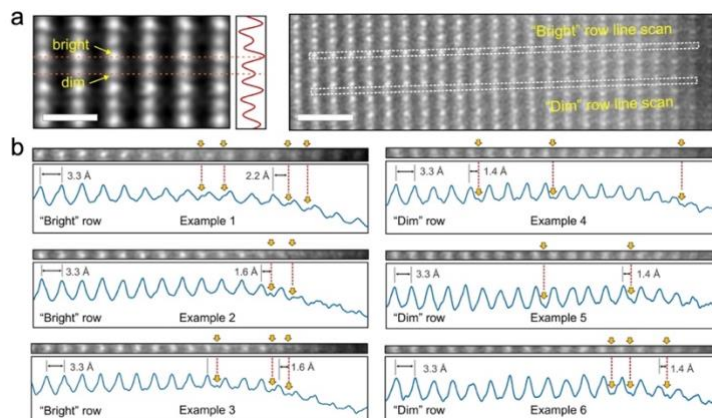 a
bright
dim
"Bright" row line scan
"Dim" row line scan
b
3.3 Å
2.2 Å
"Bright" row
Example 1
3.3 Å
1.6 Å
"Bright" row
Example 2
3.3 Å
1.6 Å
"Bright" row
Example 3
3.3 Å
1.4 Å
"Dim" row
Example 4
3.3 Å
1.4 Å
"Dim" row
Example 5
3.3 Å
1.4 Å
"Dim" row
Example 6